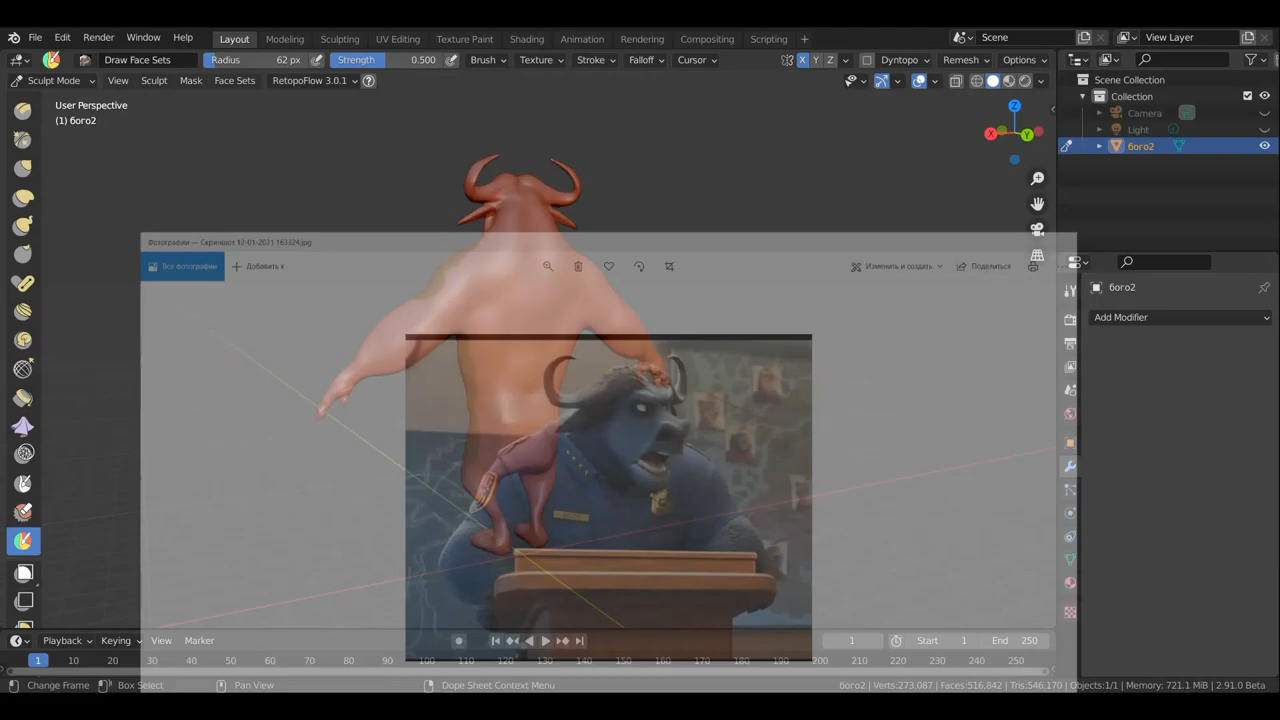 File Edit Render Window Help Layout Modeling Sculpting UV Editing Texture Paint Shading Animation Rendering Compositing Scripting + Scene View Layer
Draw Face Sets Radius 62 px Strength 0.500 Brush Texture Stroke Falloff Cursor X Y Z Dyntopo Remesh Options
Sculpt Mode View Sculpt Mask Face Sets RetopoFlow 3.0.1
Scene Collection
Collection
Camera
Light
бого2
User Perspective
(1) бого2
X Y Z
Фотографии — Скриншот 12-01-2021 163324.jpg
Все фотографии Добавить к Изменить и создать Поделиться
бого2
Add Modifier
Playback Keying View Marker 1 Start 1 End 250
1 10 20 30 40 50 60 70 80 90 100 110 120 130 140 150 160 170 180 190 200 210 220 230 240 250
Change Frame Box Select Pan View Dope Sheet Context Menu бого2 | Verts:273,087 | Faces:516,842 | Tris:546,170 | Objects:1/1 | Memory: 721.1 MiB | 2.91.0 Beta